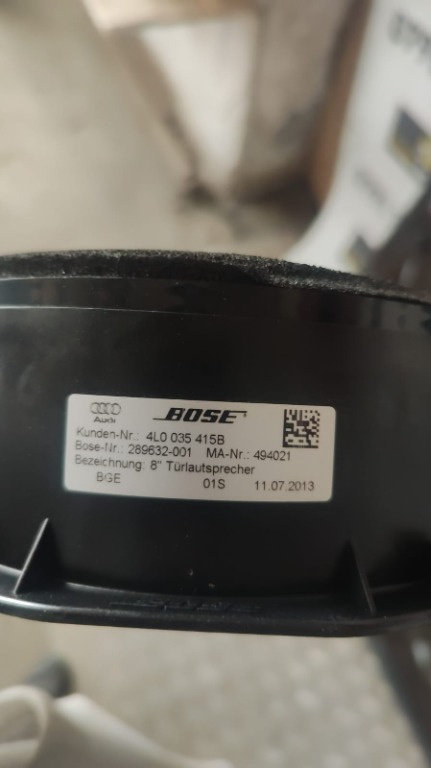 Audi
BOSE
Kunden-Nr.: 4L0 035 415B
Bose-Nr.: 289632-001 MA-Nr.: 494021
Bezeichnung: 8" Türlautsprecher
BGE 01S 11.07.2013
BOSE